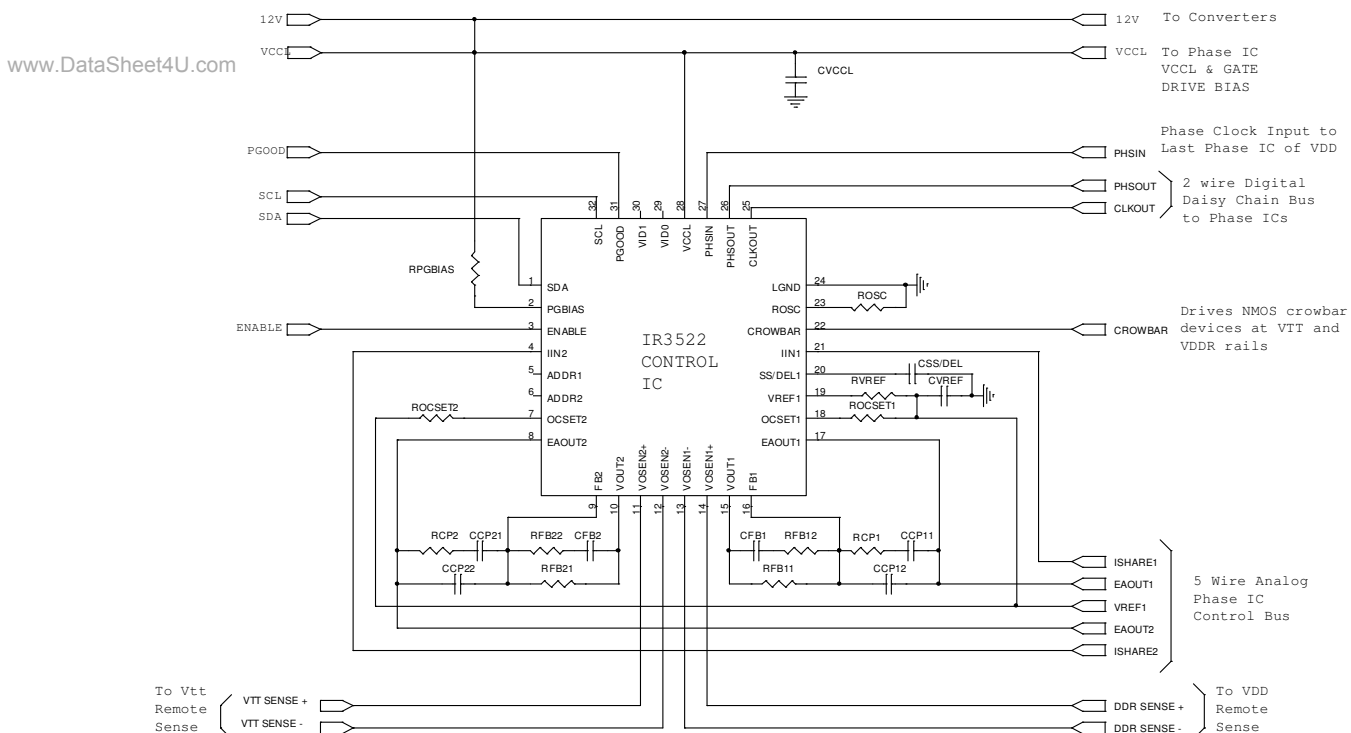 12V
12V To Converters
VCCL
VCCL To Phase IC
VCCL & GATE
DRIVE BIAS
www.DataSheet4U.com
CVCCL
Phase Clock Input to
Last Phase IC of VDD
PGOOD
PHSIN
SCL
SDA
PHSOUT
CLKOUT
2 wire Digital
Daisy Chain Bus
to Phase ICs
32 31 30 29 28 27 26 25
SCL PGOOD VID1 VID0 VCCL PHSIN PHSOUT CLKOUT
RPGBIAS
1 SDA
2 PGBIAS
ENABLE
3 ENABLE
4 IIN2
5 ADDR1
6 ADDR2
ROCSET2
7 OCSET2
8 EAOUT2
IR3522
CONTROL
IC
LGND 24
ROSC 23
ROSC
CROWBAR 22
IIN1 21
SS/DEL1 20
CSS/DEL
VREF1 19
RVREF
CVREF
OCSET1 18
ROCSET1
EAOUT1 17
CROWBAR
Drives NMOS crowbar
devices at VTT and
VDDR rails
FB2 VOUT2 VOSEN2+ VOSEN2- VOSEN1- VOSEN1+ VOUT1 FB1
9 10 11 12 13 14 15 16
RCP2 CCP21 RFB22 CFB2
CCP22 RFB21
CFB1 RFB12 RCP1 CCP11
RFB11 CCP12
ISHARE1
EAOUT1
VREF1
EAOUT2
ISHARE2
5 Wire Analog
Phase IC
Control Bus
To Vtt
Remote
Sense
VTT SENSE +
VTT SENSE -
DDR SENSE +
DDR SENSE -
To VDD
Remote
Sense